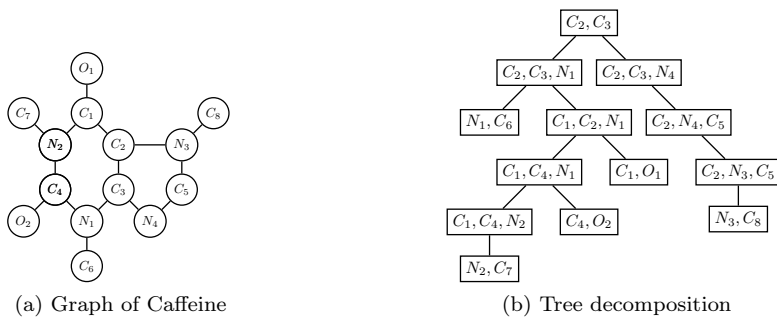 O₁
C₇ C₁ C₈
N₂ C₂ N₃
C₄ C₃ C₅
O₂ N₁ N₄
C₆
(a) Graph of Caffeine
C₂, C₃
C₂, C₃, N₁ C₂, C₃, N₄
N₁, C₆ C₁, C₂, N₁ C₂, N₄, C₅
C₁, C₄, N₁ C₁, O₁ C₂, N₃, C₅
C₁, C₄, N₂ C₄, O₂ N₃, C₈
N₂, C₇
(b) Tree decomposition